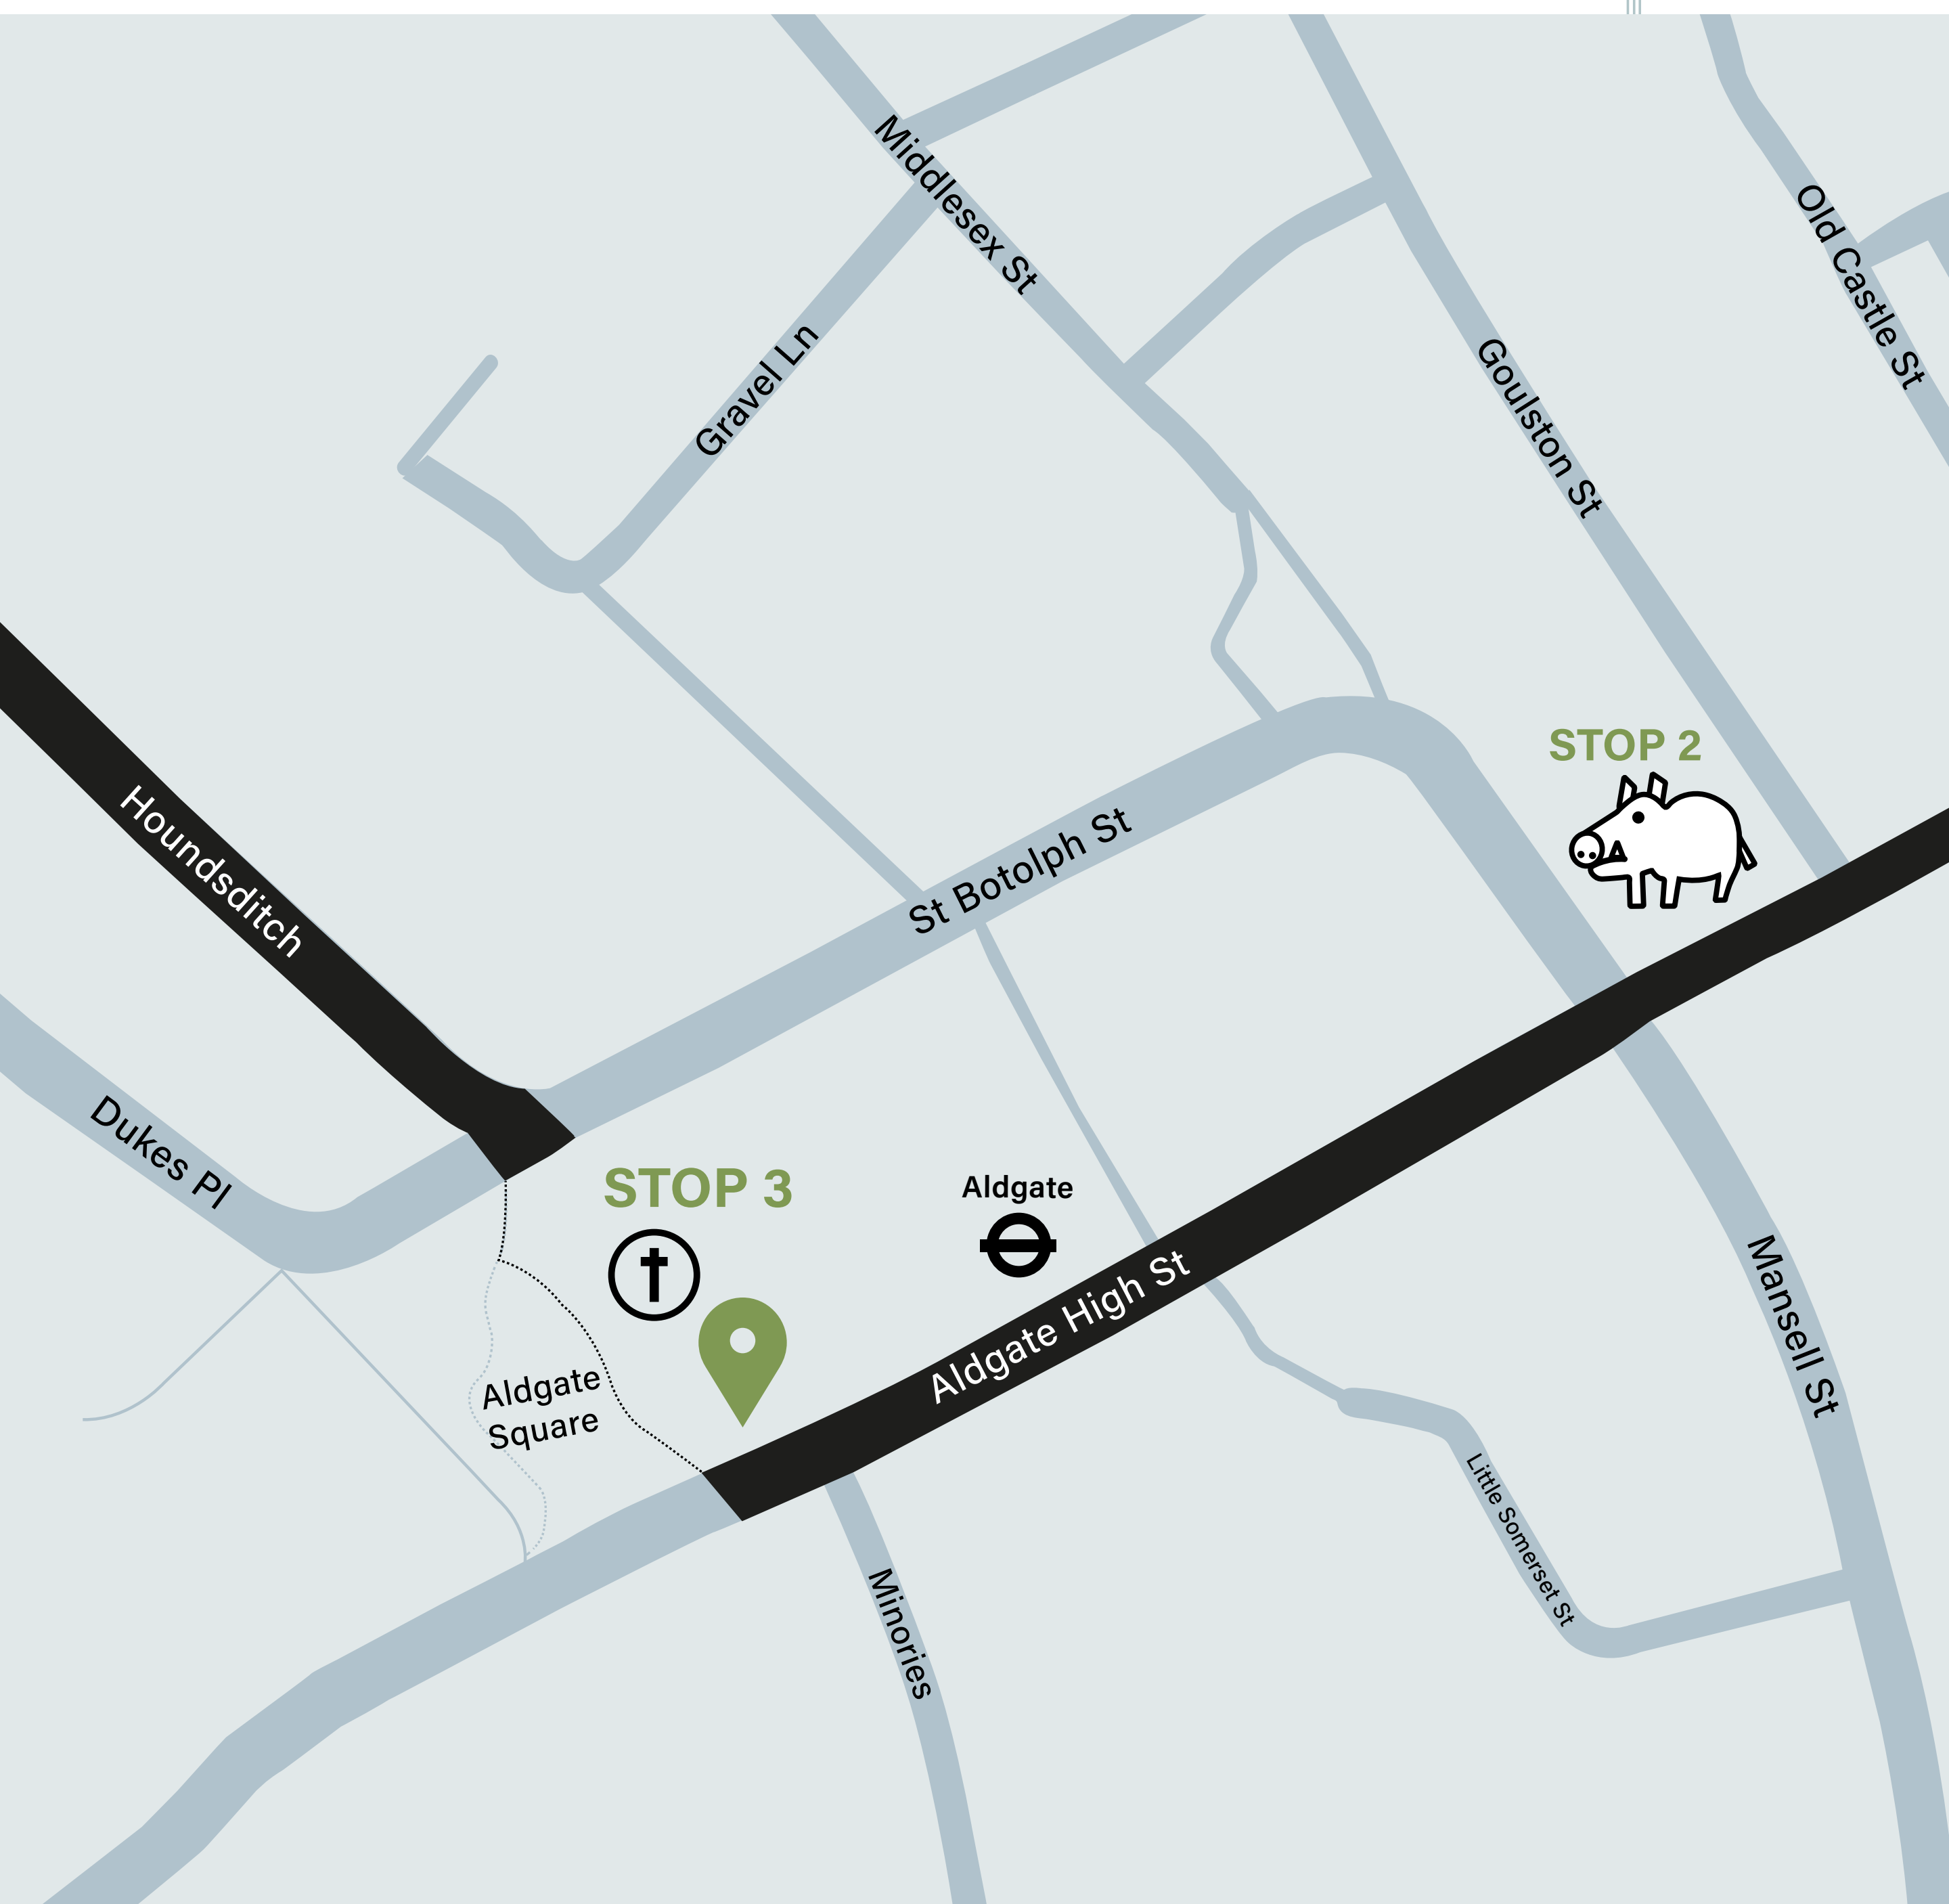 Middlesex St
Old Castle St
Gravel Ln
Goulston St
STOP 2
Houndsditch
St Botolph St
Dukes Pl
STOP 3
Aldgate
Aldgate High St
Mansell St
Aldgate
Square
Little Somerset St
Minories